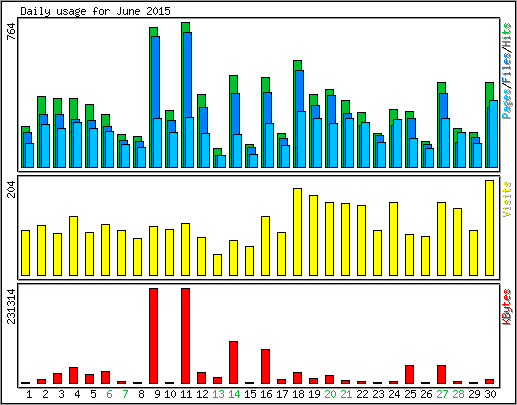 Daily usage for June 2015
764
Pages/Files/Hits
204
Visits
231314
KBytes
1 2 3 4 5 6 7 8 9 10 11 12 13 14 15 16 17 18 19 20 21 22 23 24 25 26 27 28 29 30